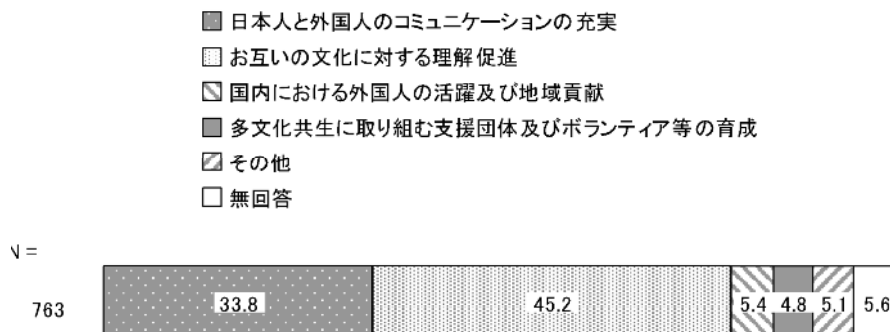 日本人と外国人のコミュニケーションの充実
お互いの文化に対する理解促進
国内における外国人の活躍及び地域貢献
多文化共生に取り組む支援団体及びボランティア等の育成
その他
無回答
N =
763 33.8 45.2 5.4 4.8 5.1 5.6